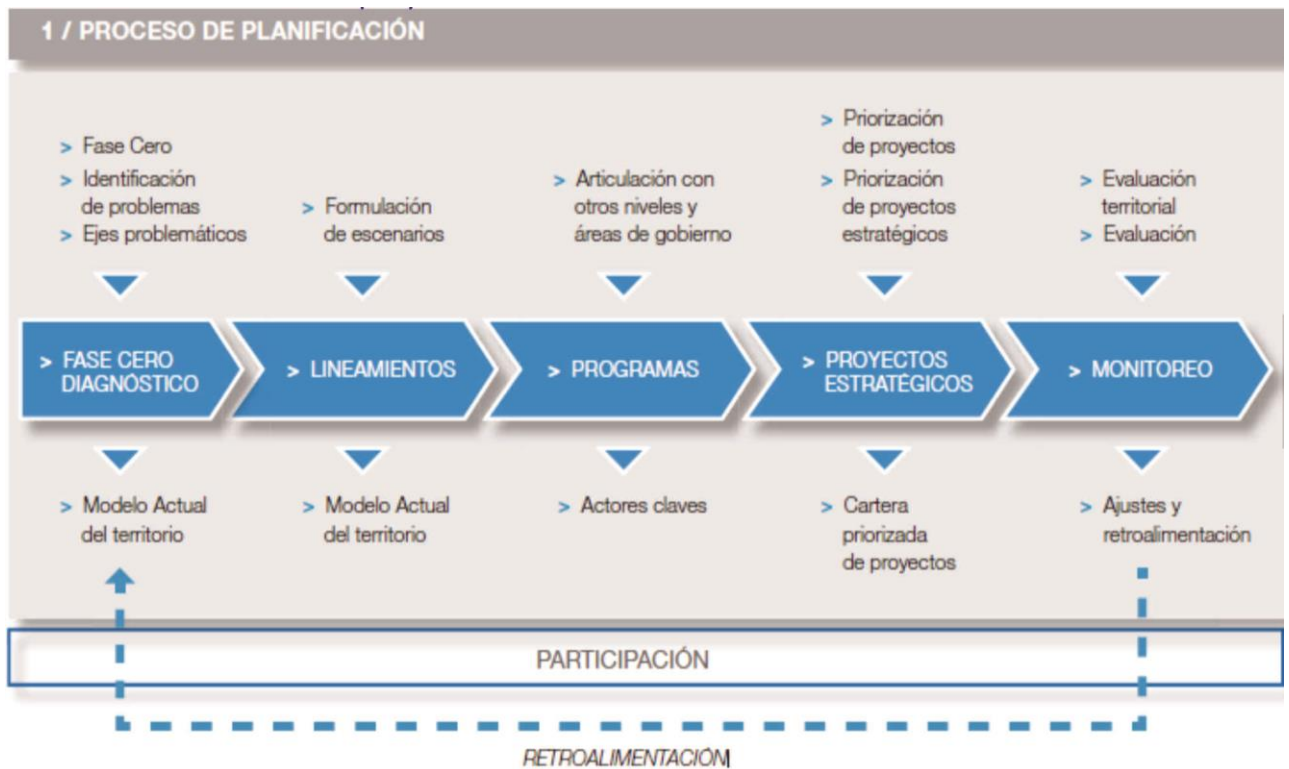 1 / PROCESO DE PLANIFICACIÓN
> Fase Cero
> Identificación
de problemas
> Ejes problemáticos
> Formulación
de escenarios
> Articulación con
otros niveles y
áreas de gobierno
> Priorización
de proyectos
> Priorización
de proyectos
estratégicos
> Evaluación
territorial
> Evaluación
> FASE CERO
DIAGNÓSTICO
> LINEAMIENTOS
> PROGRAMAS
> PROYECTOS
ESTRATÉGICOS
> MONITOREO
> Modelo Actual
del territorio
> Modelo Actual
del territorio
> Actores claves
> Cartera
priorizada
de proyectos
> Ajustes y
retroalimentación
PARTICIPACIÓN
RETROALIMENTACIÓN